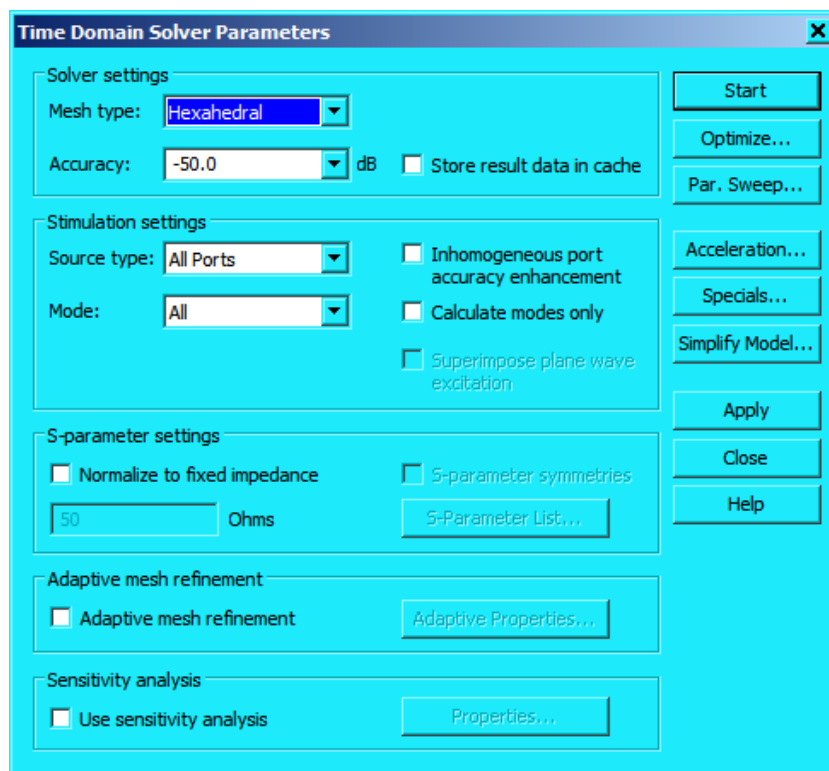 Time Domain Solver Parameters
Solver settings
Mesh type: Hexahedral
Accuracy: -50.0 dB Store result data in cache
Stimulation settings
Source type: All Ports Inhomogeneous port
accuracy enhancement
Mode: All Calculate modes only
Superimpose plane wave
excitation
S-parameter settings
Normalize to fixed impedance S-parameter symmetries
50 Ohms S-Parameter List...
Adaptive mesh refinement
Adaptive mesh refinement Adaptive Properties...
Sensitivity analysis
Use sensitivity analysis Properties...
Start
Optimize...
Par. Sweep...
Acceleration...
Specials...
Simplify Model...
Apply
Close
Help